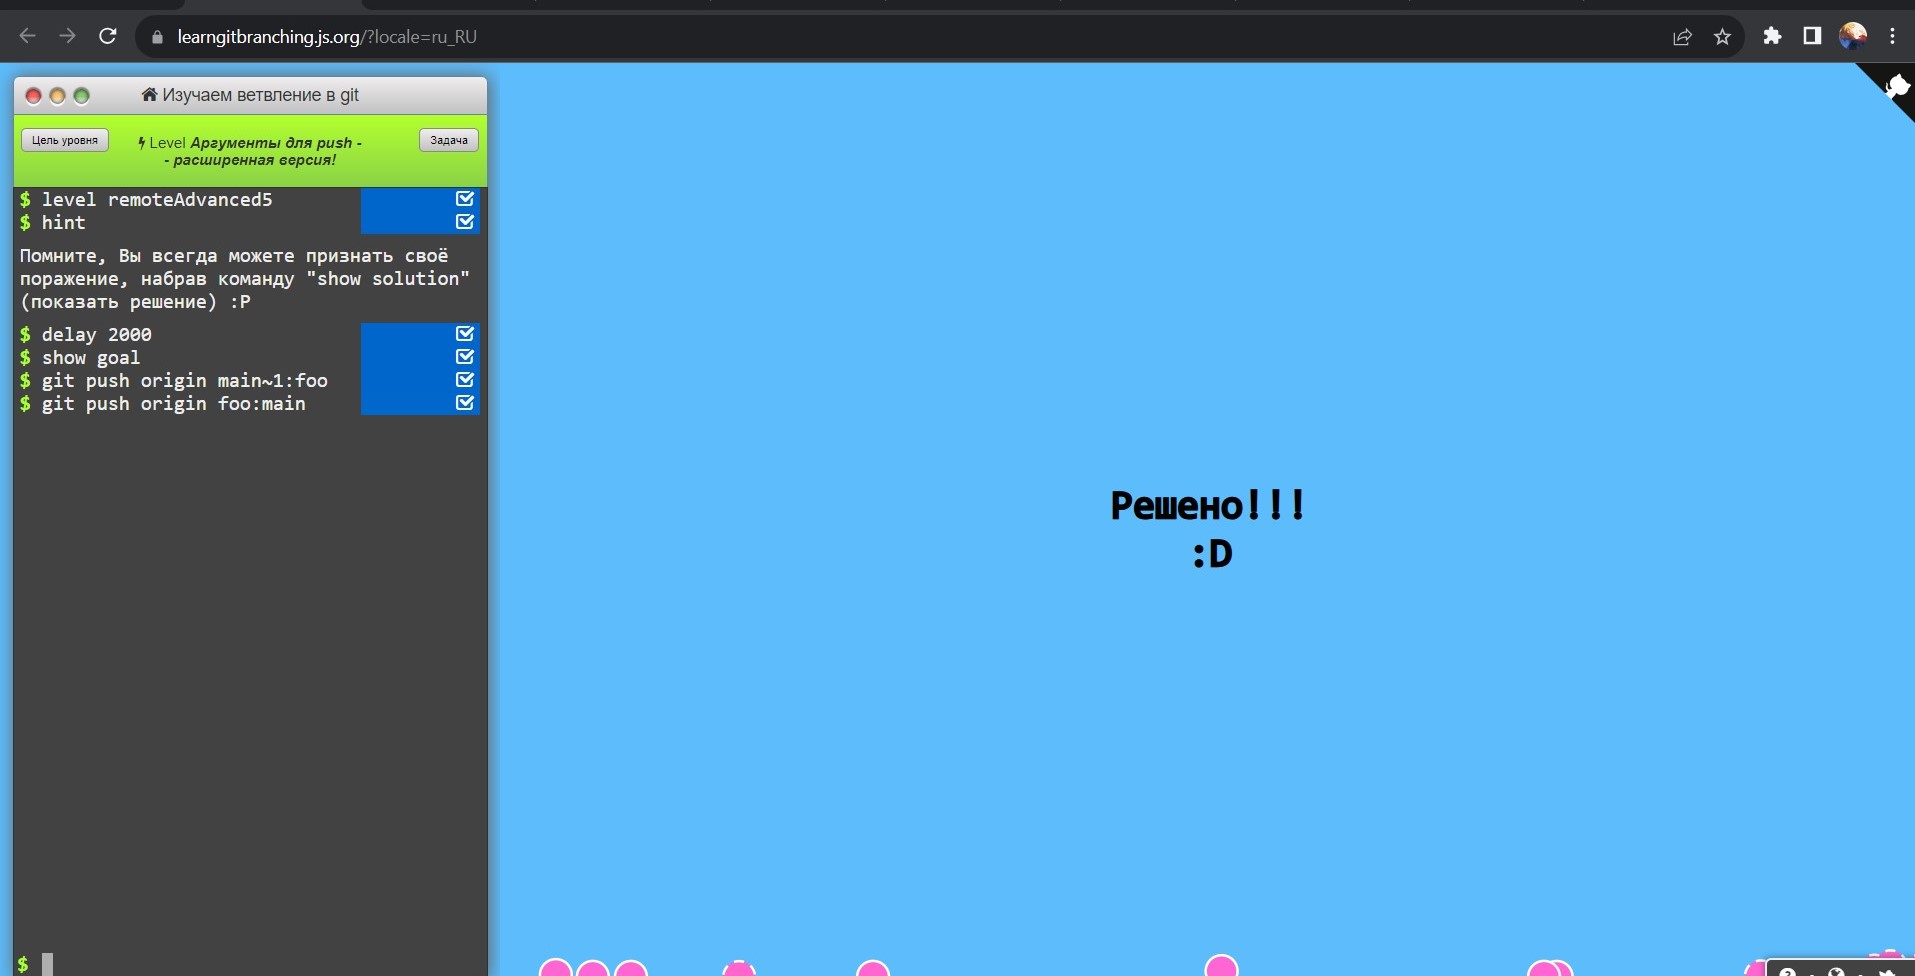 learngitbranching.js.org/?locale=ru_RU
Изучаем ветвление в git
Цель уровня
Level Аргументы для push -
- расширенная версия!
Задача
$ level remoteAdvanced5
$ hint
Помните, Вы всегда можете признать своё
поражение, набрав команду "show solution"
(показать решение) :P
$ delay 2000
$ show goal
$ git push origin main~1:foo
$ git push origin foo:main
Решено!!!
:D
$